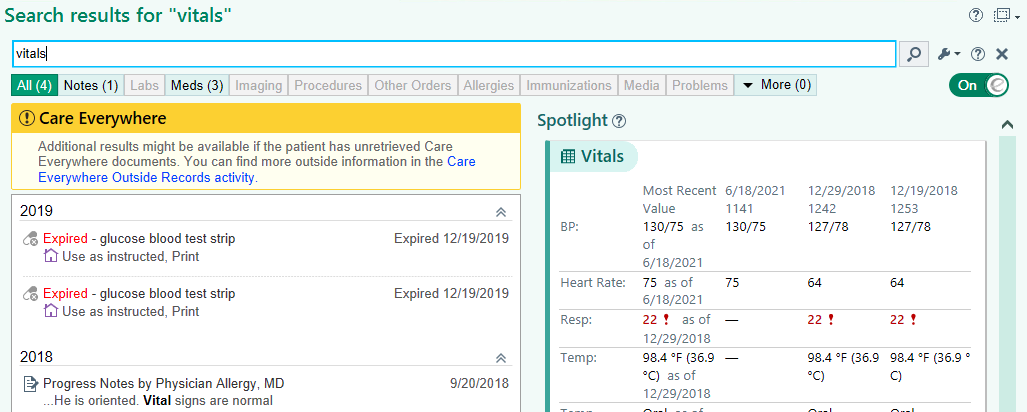 Search results for "vitals"
vitals
All (4) Notes (1) Labs Meds (3) Imaging Procedures Other Orders Allergies Immunizations Media Problems More (0) On
Care Everywhere
Additional results might be available if the patient has unretrieved Care
Everywhere documents. You can find more outside information in the Care
Everywhere Outside Records activity.
2019
Expired - glucose blood test strip Expired 12/19/2019
Use as instructed, Print
Expired - glucose blood test strip Expired 12/19/2019
Use as instructed, Print
2018
Progress Notes by Physician Allergy, MD 9/20/2018
...He is oriented. Vital signs are normal
Spotlight
Vitals
Most Recent 6/18/2021 12/29/2018 12/19/2018
Value 1141 1242 1253
BP: 130/75 as 130/75 127/78 127/78
of
6/18/2021
Heart Rate: 75 as of 75 64 64
6/18/2021
Resp: 22 ! as of — 22 ! 22 !
12/29/2018
Temp: 98.4 °F (36.9 — 98.4 °F (36.9 98.4 °F (36.9 °
°C) as of °C) C)
12/29/2018